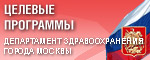 ЦЕЛЕВЫЕ
ПРОГРАММЫ
ДЕПАРТАМЕНТ ЗДРАВООХРАНЕНИЯ
ГОРОДА МОСКВЫ